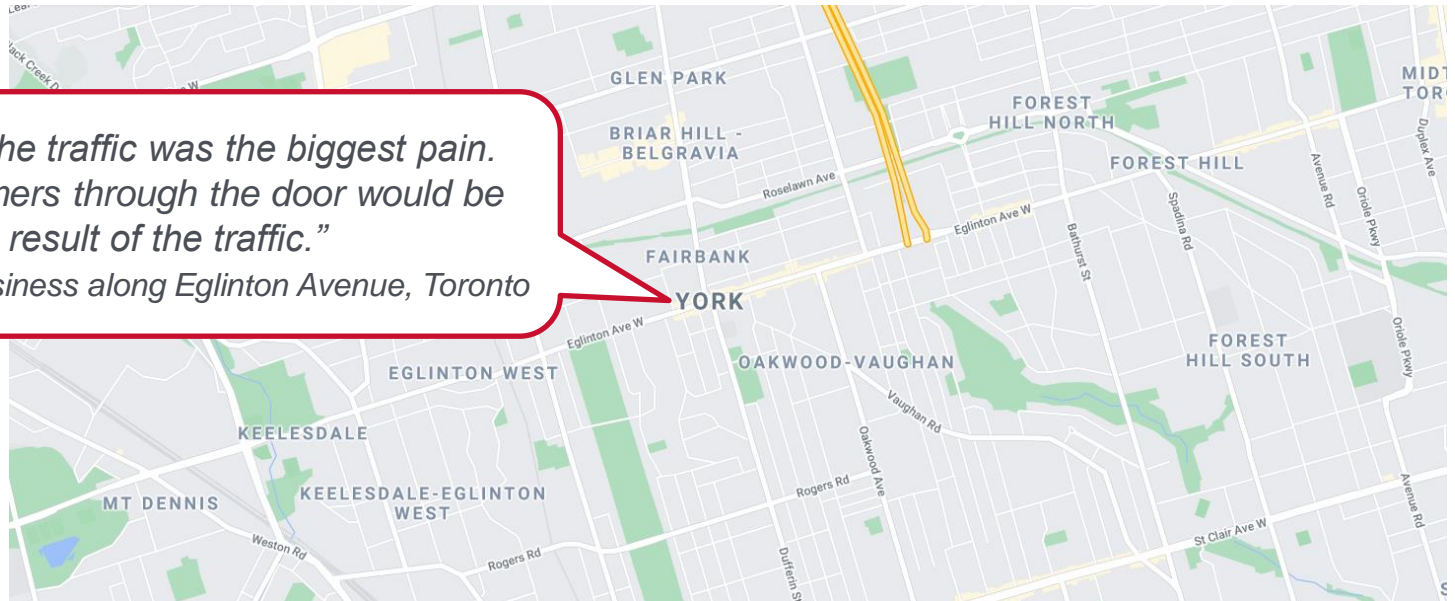 GLEN PARK
BRIAR HILL -
BELGRAVIA
FOREST
HILL NORTH
FOREST HILL
Duplex Ave
Avenue Rd
Oriole Pkwy
Roselawn Ave
he traffic was the biggest pain.
mers through the door would be
result of the traffic.”
siness along Eglinton Avenue, Toronto
Eglinton Ave W
Bathurst St
Spadina Rd
FAIRBANK
YORK
Eglinton Ave W
EGLINTON WEST
OAKWOOD-VAUGHAN
FOREST
HILL SOUTH
Oriole Pkwy
Vaughan Rd
KEELESDALE
Oakwood Ave
MT DENNIS
KEELESDALE-EGLINTON
WEST
Rogers Rd
Avenue Rd
St Clair Ave W
Weston Rd
Rogers Rd
Dufferin St